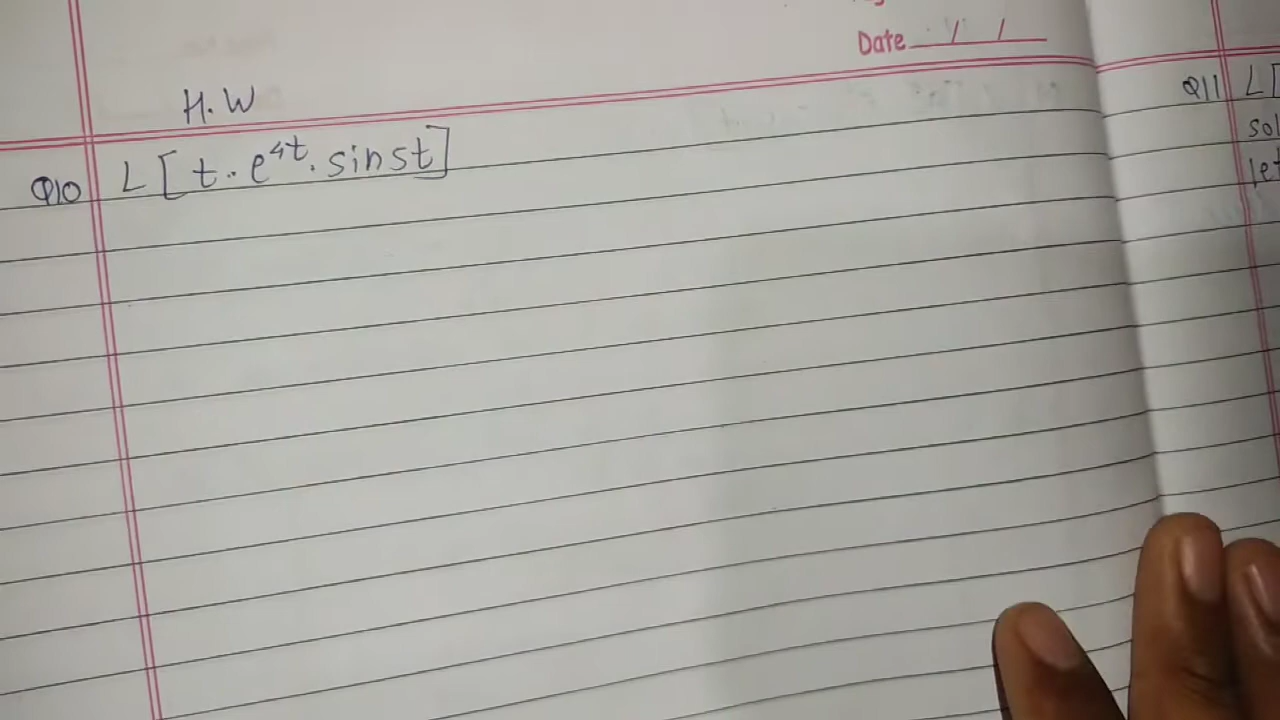 Date / /
H.W
Q10 L[t.e^4t.sin5t]
Q11 L[
sol
let